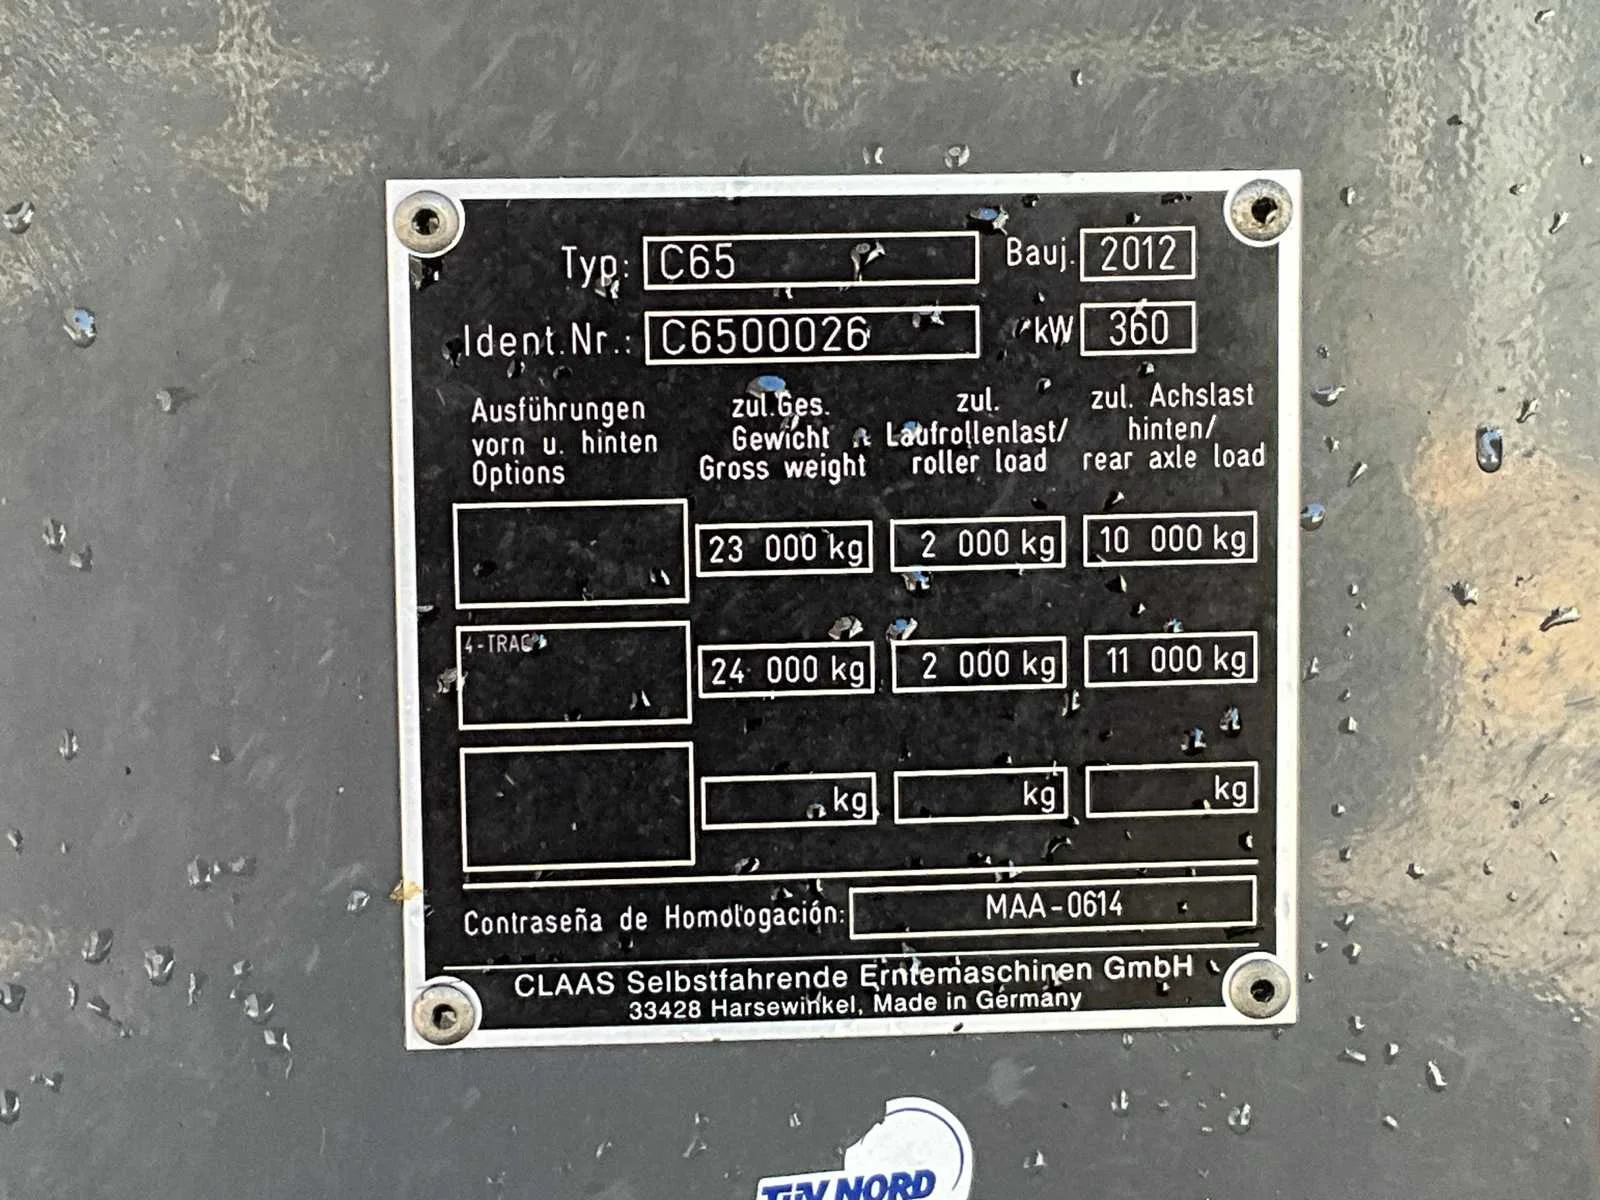 Typ: C65 Bauj. 2012
Ident.Nr.: C6500026 kW 360
Ausführungen
vorn u. hinten
Options
zul.Ges.
Gewicht
Gross weight
zul.
Laufrollenlast/
roller load
zul. Achslast
hinten/
rear axle load
23 000 kg 2 000 kg 10 000 kg
4-TRAC
24 000 kg 2 000 kg 11 000 kg
kg kg kg
Contraseña de Homologación: MAA-0614
CLAAS Selbstfahrende Erntemaschinen GmbH
33428 Harsewinkel, Made in Germany
TÜV NORD